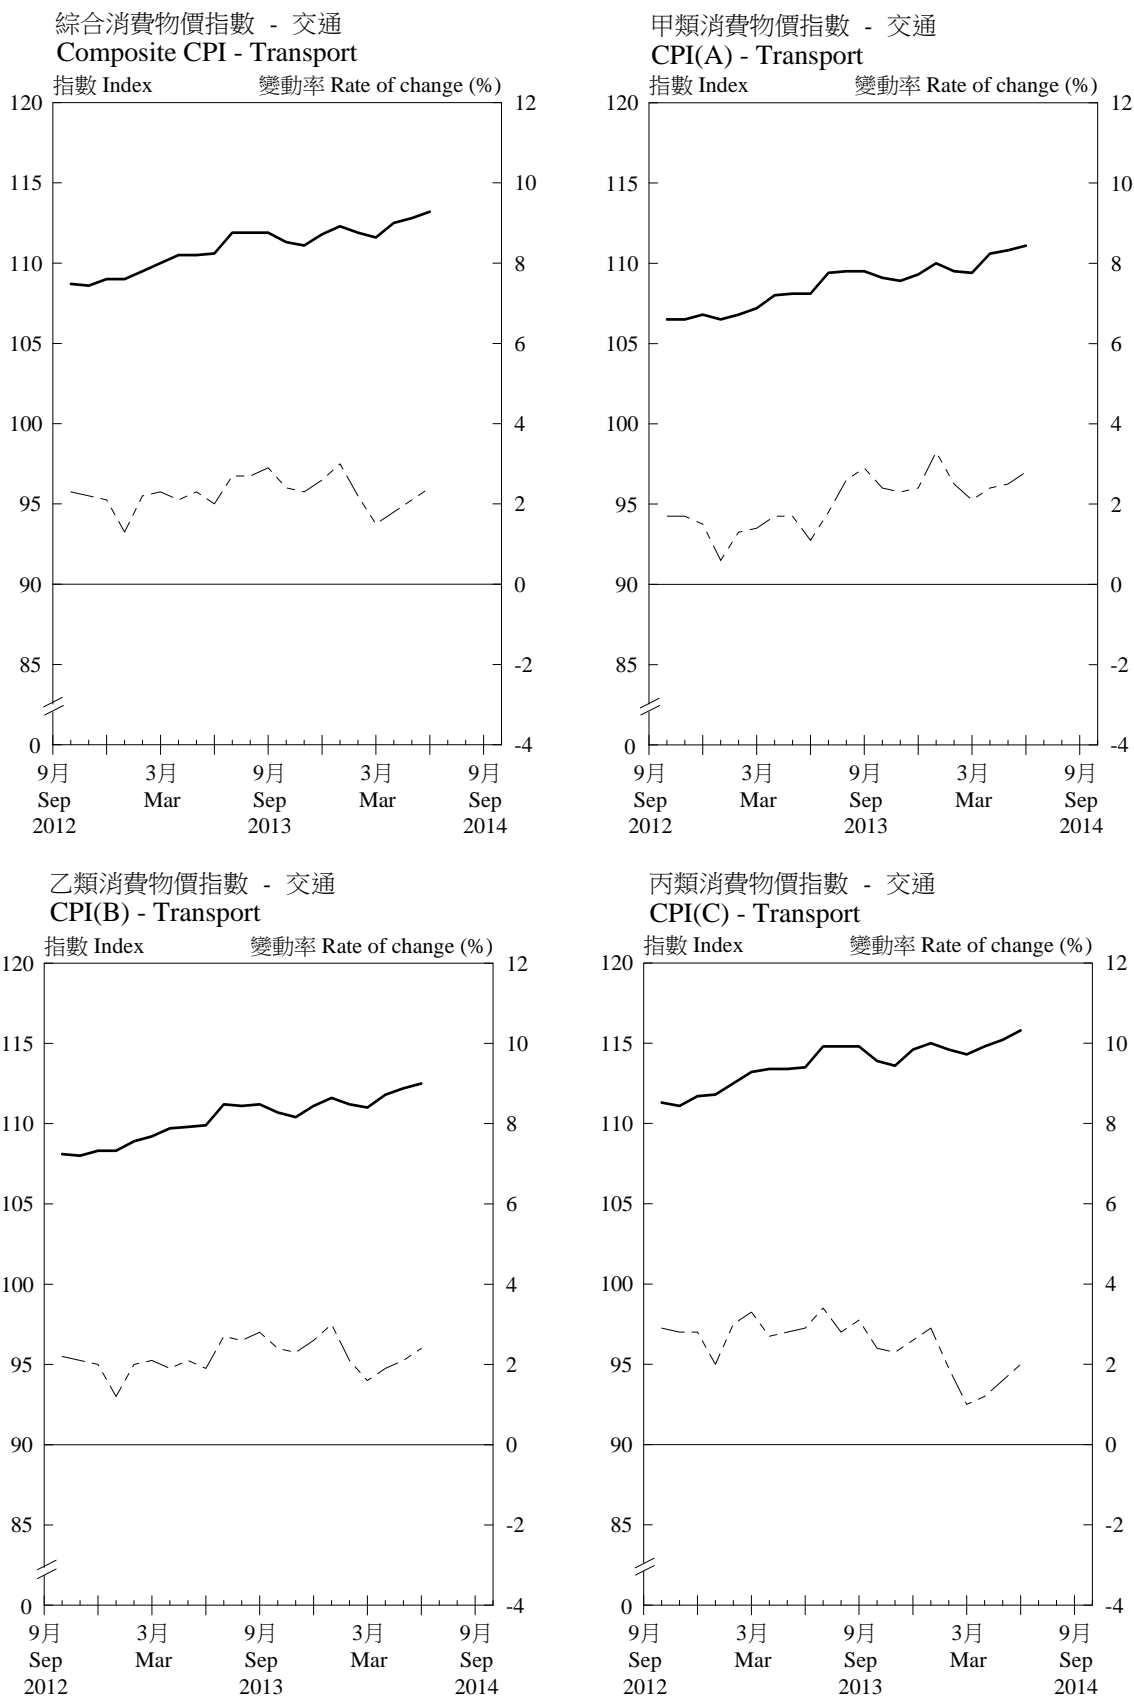 綜合消費物價指數 - 交通
Composite CPI - Transport
指數 Index 變動率 Rate of change (%)
120 12
115 10
110 8
105 6
100 4
95 2
90 0
85 -2
0 -4
9月 3月 9月 3月 9月
Sep Mar Sep Mar Sep
2012 2013 2014
甲類消費物價指數 - 交通
CPI(A) - Transport
指數 Index 變動率 Rate of change (%)
120 12
115 10
110 8
105 6
100 4
95 2
90 0
85 -2
0 -4
9月 3月 9月 3月 9月
Sep Mar Sep Mar Sep
2012 2013 2014
乙類消費物價指數 - 交通
CPI(B) - Transport
指數 Index 變動率 Rate of change (%)
120 12
115 10
110 8
105 6
100 4
95 2
90 0
85 -2
0 -4
9月 3月 9月 3月 9月
Sep Mar Sep Mar Sep
2012 2013 2014
丙類消費物價指數 - 交通
CPI(C) - Transport
指數 Index 變動率 Rate of change (%)
120 12
115 10
110 8
105 6
100 4
95 2
90 0
85 -2
0 -4
9月 3月 9月 3月 9月
Sep Mar Sep Mar Sep
2012 2013 2014